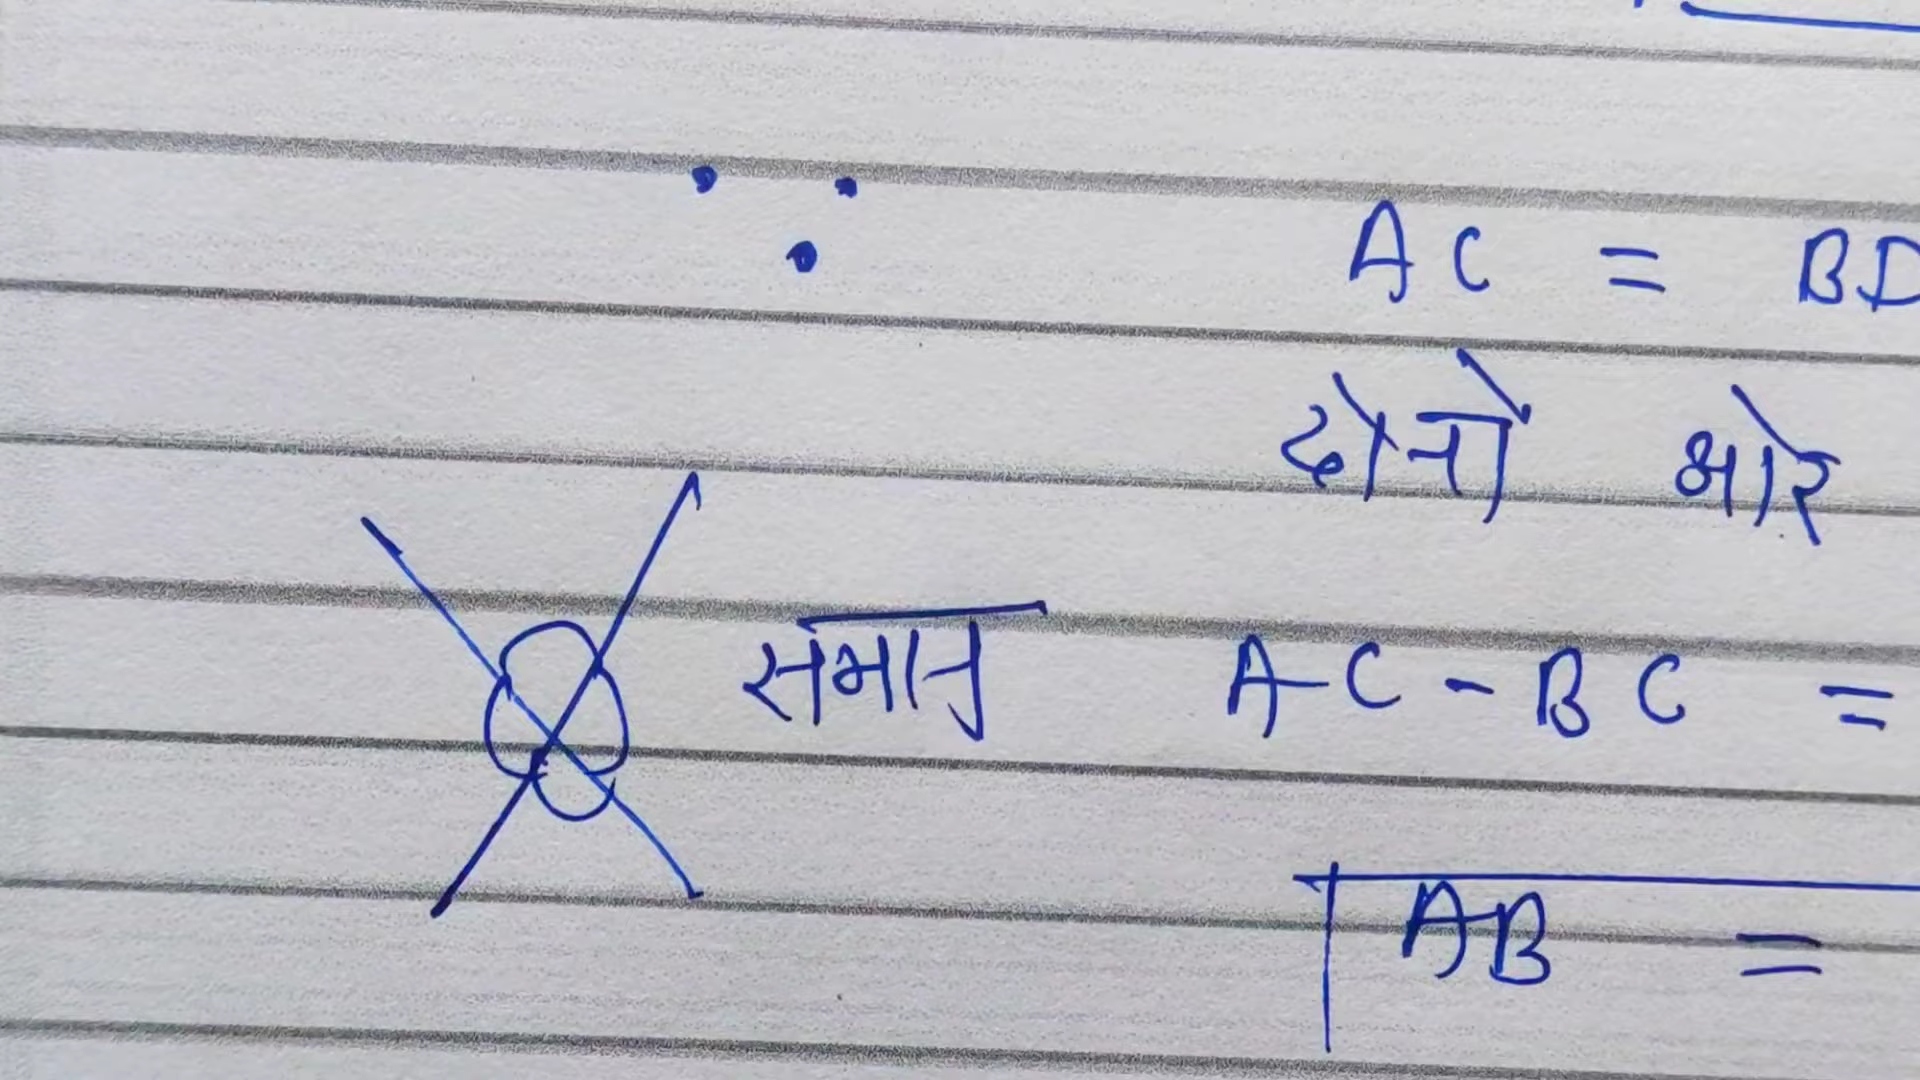 ∵ AC = BD
दोनों ओर
समान AC - BC =
AB =